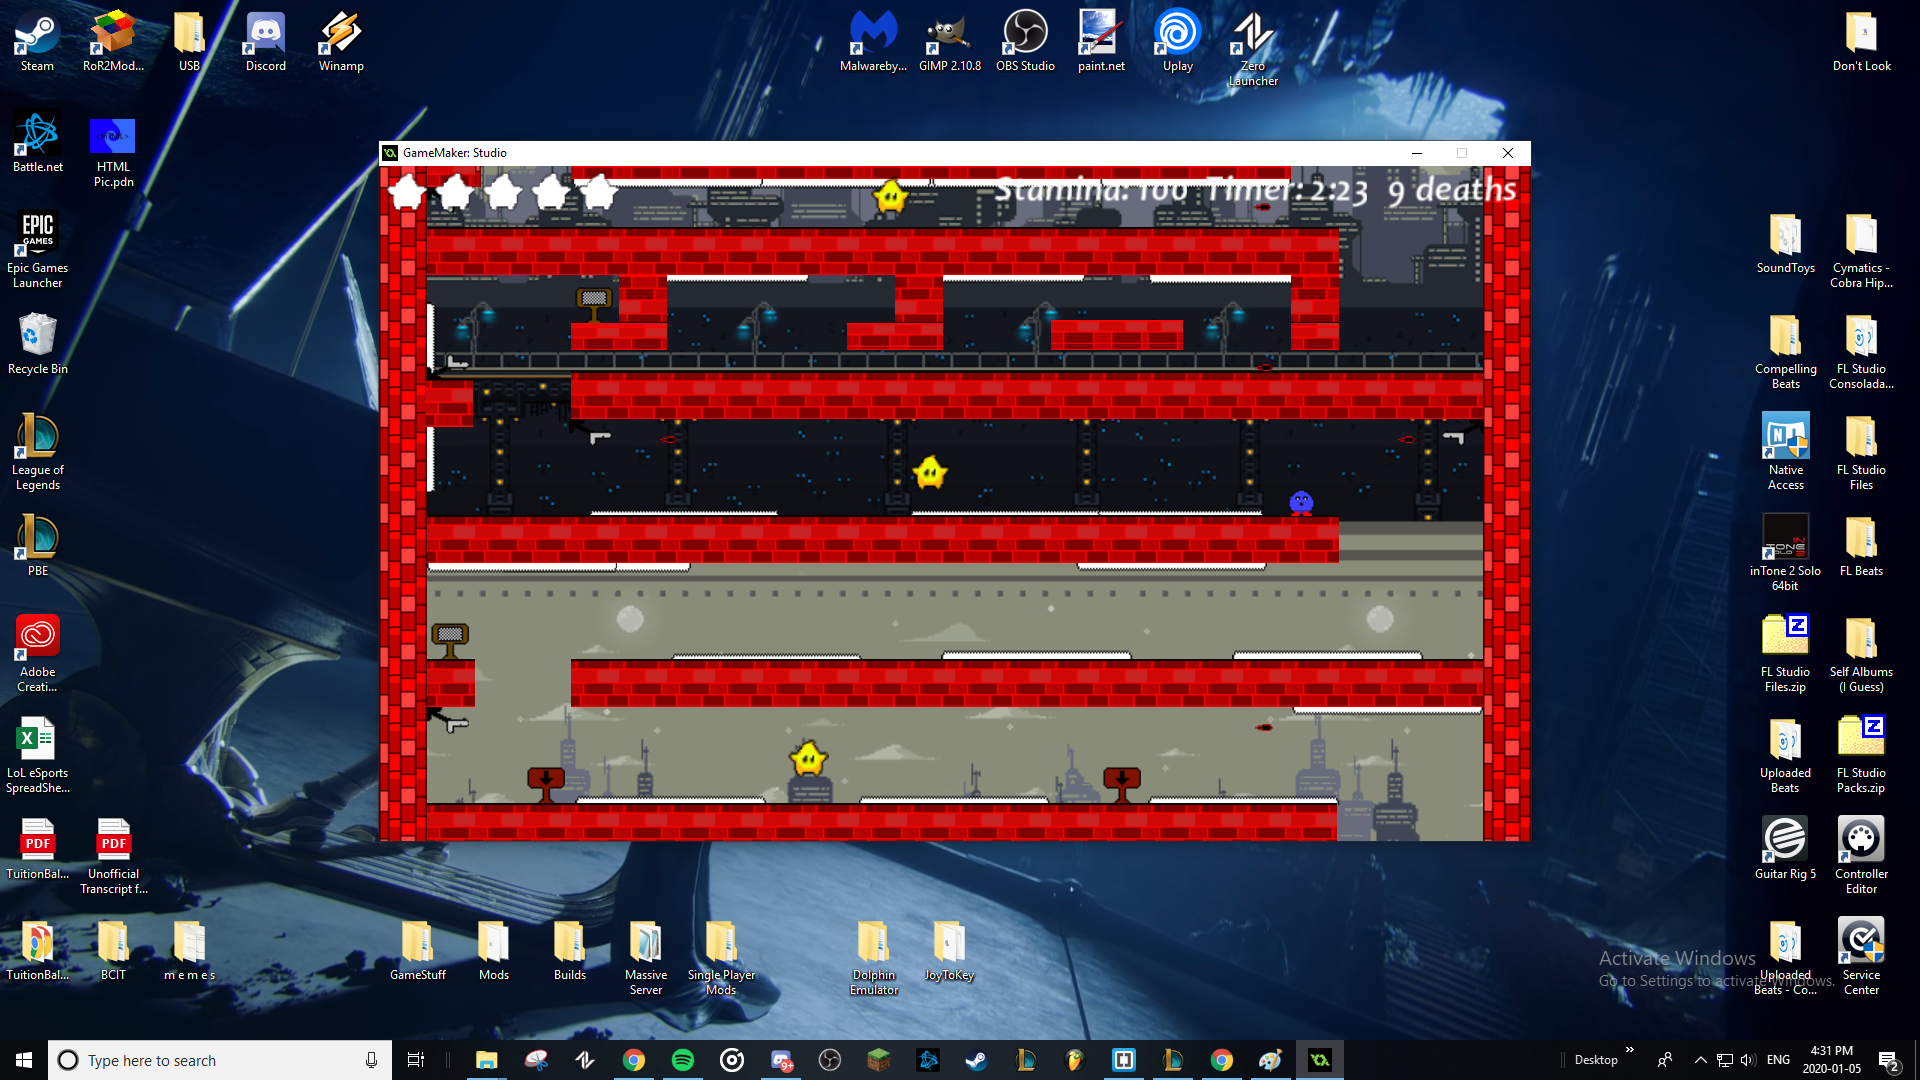 Steam
RoR2Mod...
USB
Discord
Winamp
Malwareby...
GIMP 2.10.8
OBS Studio
paint.net
Uplay
Zero
Launcher
Don't Look
Battle.net
HTML
Pic.pdn
GameMaker: Studio
Stamina: 100 Timer: 2:23 9 deaths
EPIC
GAMES
Epic Games
Launcher
SoundToys
Cymatics -
Cobra Hip...
Recycle Bin
Compelling
Beats
FL Studio
Consolada...
League of
Legends
Native
Access
FL Studio
Files
PBE
inTone 2 Solo
64bit
FL Beats
Adobe
Creati...
FL Studio
Files.zip
Self Albums
(I Guess)
LoL eSports
SpreadShe...
Uploaded
Beats
FL Studio
Packs.zip
PDF
PDF
TuitionBal...
Unofficial
Transcript f...
Guitar Rig 5
Controller
Editor
TuitionBal...
BCIT
m e m e s
GameStuff
Mods
Builds
Massive
Server
Single Player
Mods
Dolphin
Emulator
JoyToKey
Uploaded
Beats - Co...
Service
Center
Activate Windows
Go to Settings to activate Windows.
Type here to search
9+
Desktop
ENG
4:31 PM
2020-01-05
2